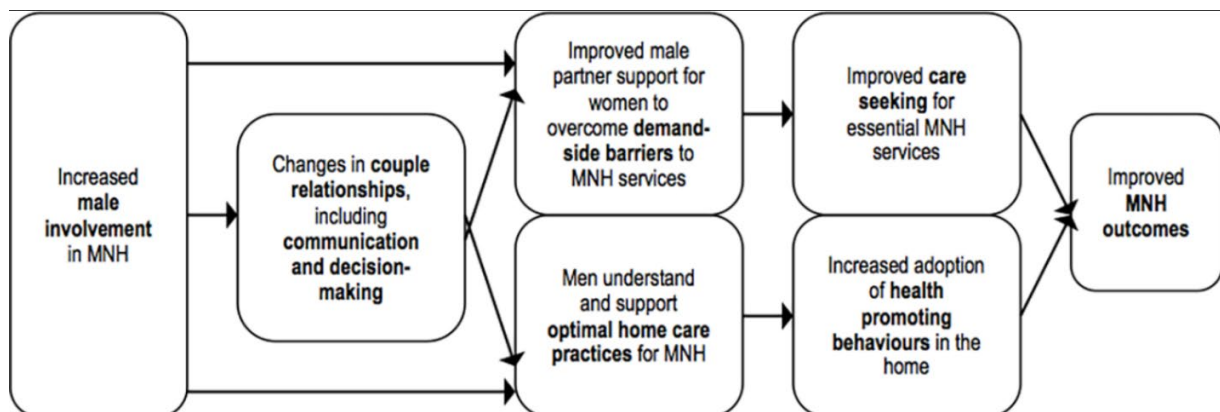 Increased
male
involvement
in MNH
Changes in couple
relationships,
including
communication
and decision-
making
Improved male
partner support for
women to
overcome demand-
side barriers to
MNH services
Men understand
and support
optimal home care
practices for MNH
Improved care
seeking for
essential MNH
services
Increased adoption
of health
promoting
behaviours in the
home
Improved
MNH
outcomes